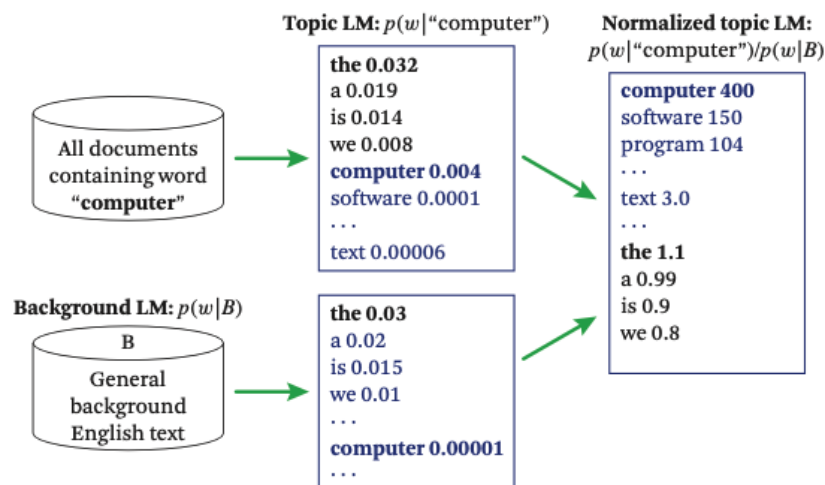 Topic LM: p(w|“computer”)
the 0.032
a 0.019
is 0.014
we 0.008
computer 0.004
software 0.0001
...
text 0.00006
Normalized topic LM:
p(w|“computer”)/p(w|B)
computer 400
software 150
program 104
...
text 3.0
...
the 1.1
a 0.99
is 0.9
we 0.8
All documents
containing word
“computer”
Background LM: p(w|B)
B
General
background
English text
the 0.03
a 0.02
is 0.015
we 0.01
...
computer 0.00001
...